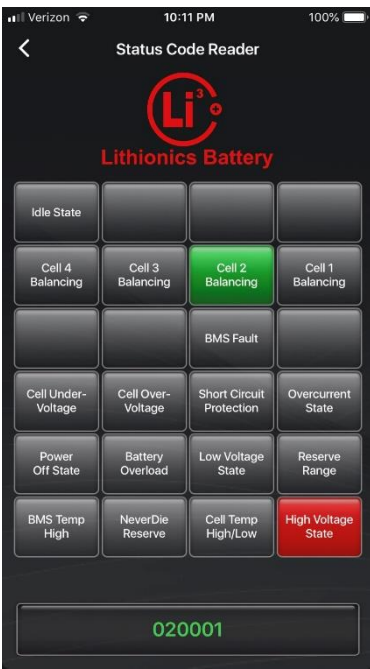 Verizon 10:11 PM 100%
Status Code Reader
Li3+
Lithionics Battery
Idle State
Cell 4 Balancing
Cell 3 Balancing
Cell 2 Balancing
Cell 1 Balancing
BMS Fault
Cell Under-Voltage
Cell Over-Voltage
Short Circuit Protection
Overcurrent State
Power Off State
Battery Overload
Low Voltage State
Reserve Range
BMS Temp High
NeverDie Reserve
Cell Temp High/Low
High Voltage State
020001